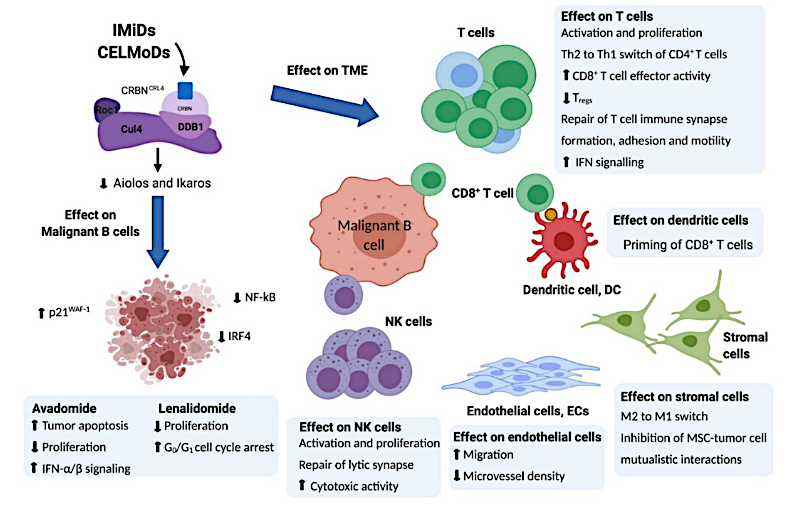 IMiDs
CELMoDs
CRBN^CRL4
CRBN
Roc1
Cul4
DDB1
⬇ Aiolos and Ikaros
Effect on
Malignant B cells
⬆ p21^WAF-1
⬇ NF-kB
⬇ IRF4
Avadomide
⬆ Tumor apoptosis
⬇ Proliferation
⬆ IFN-α/β signaling
Lenalidomide
⬇ Proliferation
⬆ G₀/G₁ cell cycle arrest
Effect on TME
T cells
Effect on T cells
Activation and proliferation
Th2 to Th1 switch of CD4⁺ T cells
⬆ CD8⁺ T cell effector activity
⬇ T_regs
Repair of T cell immune synapse
formation, adhesion and motility
⬆ IFN signalling
Malignant B
cell
CD8⁺ T cell
Dendritic cell, DC
Effect on dendritic cells
Priming of CD8⁺ T cells
NK cells
Effect on NK cells
Activation and proliferation
Repair of lytic synapse
⬆ Cytotoxic activity
Endothelial cells, ECs
Effect on endothelial cells
⬆ Migration
⬇ Microvessel density
Stromal
cells
Effect on stromal cells
M2 to M1 switch
Inhibition of MSC-tumor cell
mutualistic interactions